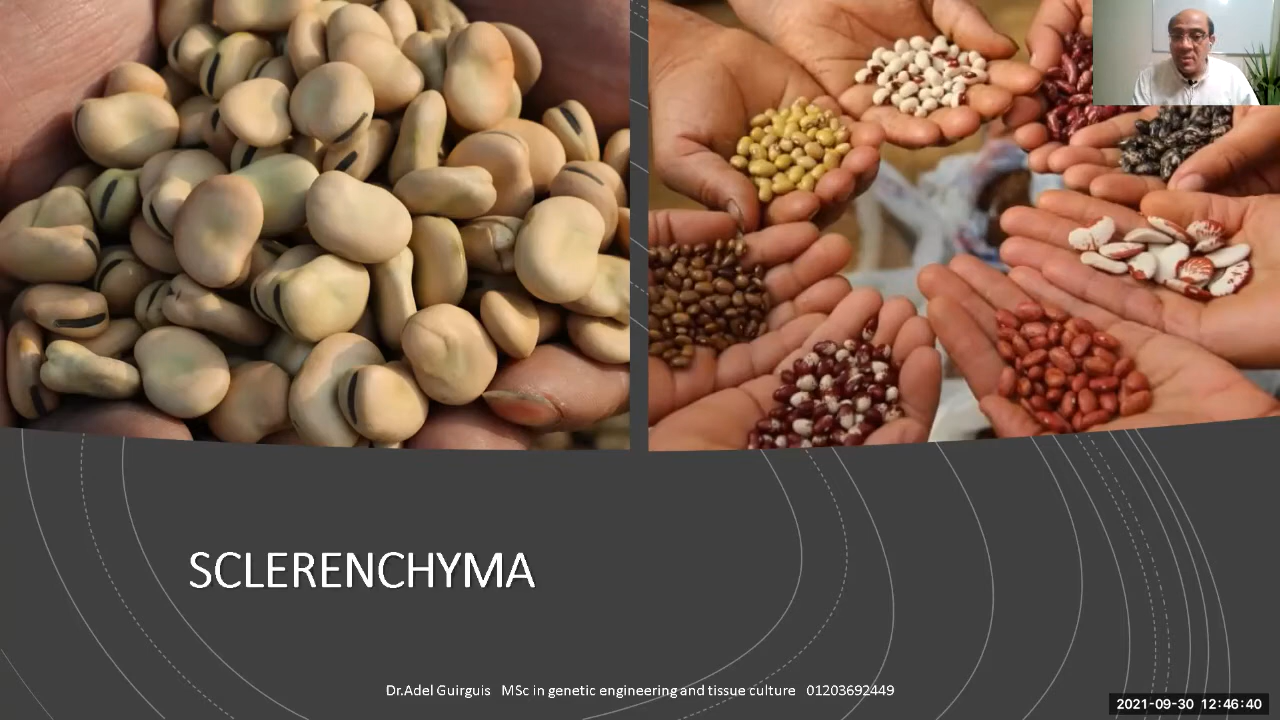 SCLERENCHYMA
Dr.Adel Guirguis MSc in genetic engineering and tissue culture 01203692449
2021-09-30 12:46:40